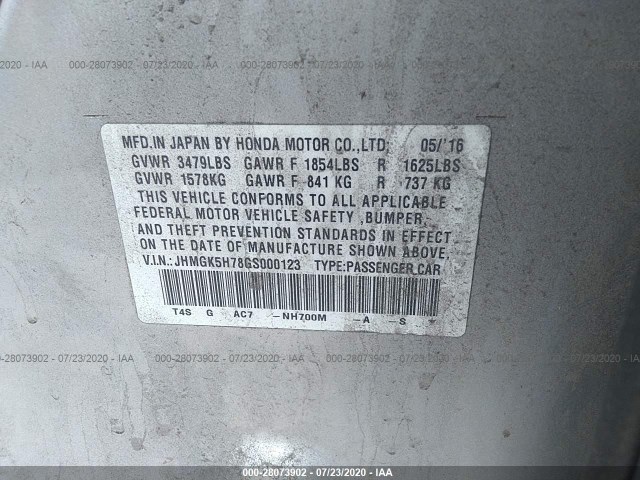 000-28073902 - 07/23/2020 - IAA
MFD.IN JAPAN BY HONDA MOTOR CO.,LTD; 05/'16
GVWR 3479LBS GAWR F 1854LBS R 1625LBS
GVWR 1578KG GAWR F 841 KG R 737 KG
THIS VEHICLE CONFORMS TO ALL APPLICABLE
FEDERAL MOTOR VEHICLE SAFETY ,BUMPER,
AND THEFT PREVENTION STANDARDS IN EFFECT
ON THE DATE OF MANUFACTURE SHOWN ABOVE.
V.I.N.:JHMGK5H78GS000123 TYPE:PASSENGER CAR
T4S G AC7 -NH700M -A -S *
000-28073902 - 07/23/2020 - IAA
000-28073902 - 07/23/2020 - IAA